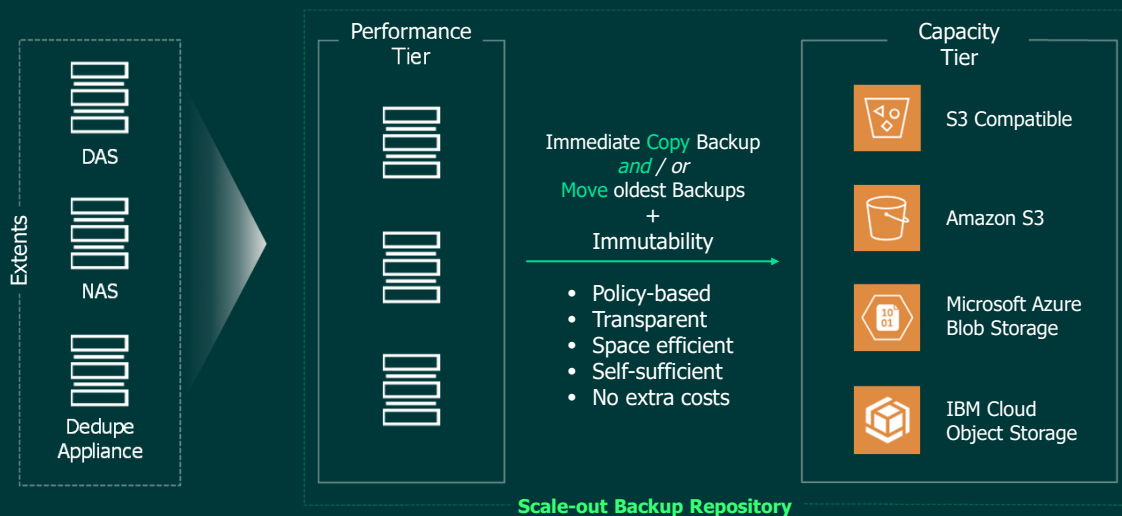 Extents
DAS
NAS
Dedupe
Appliance
Performance
Tier
Immediate Copy Backup
and / or
Move oldest Backups
+
Immutability
• Policy-based
• Transparent
• Space efficient
• Self-sufficient
• No extra costs
Capacity
Tier
S3 Compatible
Amazon S3
10
01
Microsoft Azure
Blob Storage
IBM Cloud
Object Storage
Scale-out Backup Repository